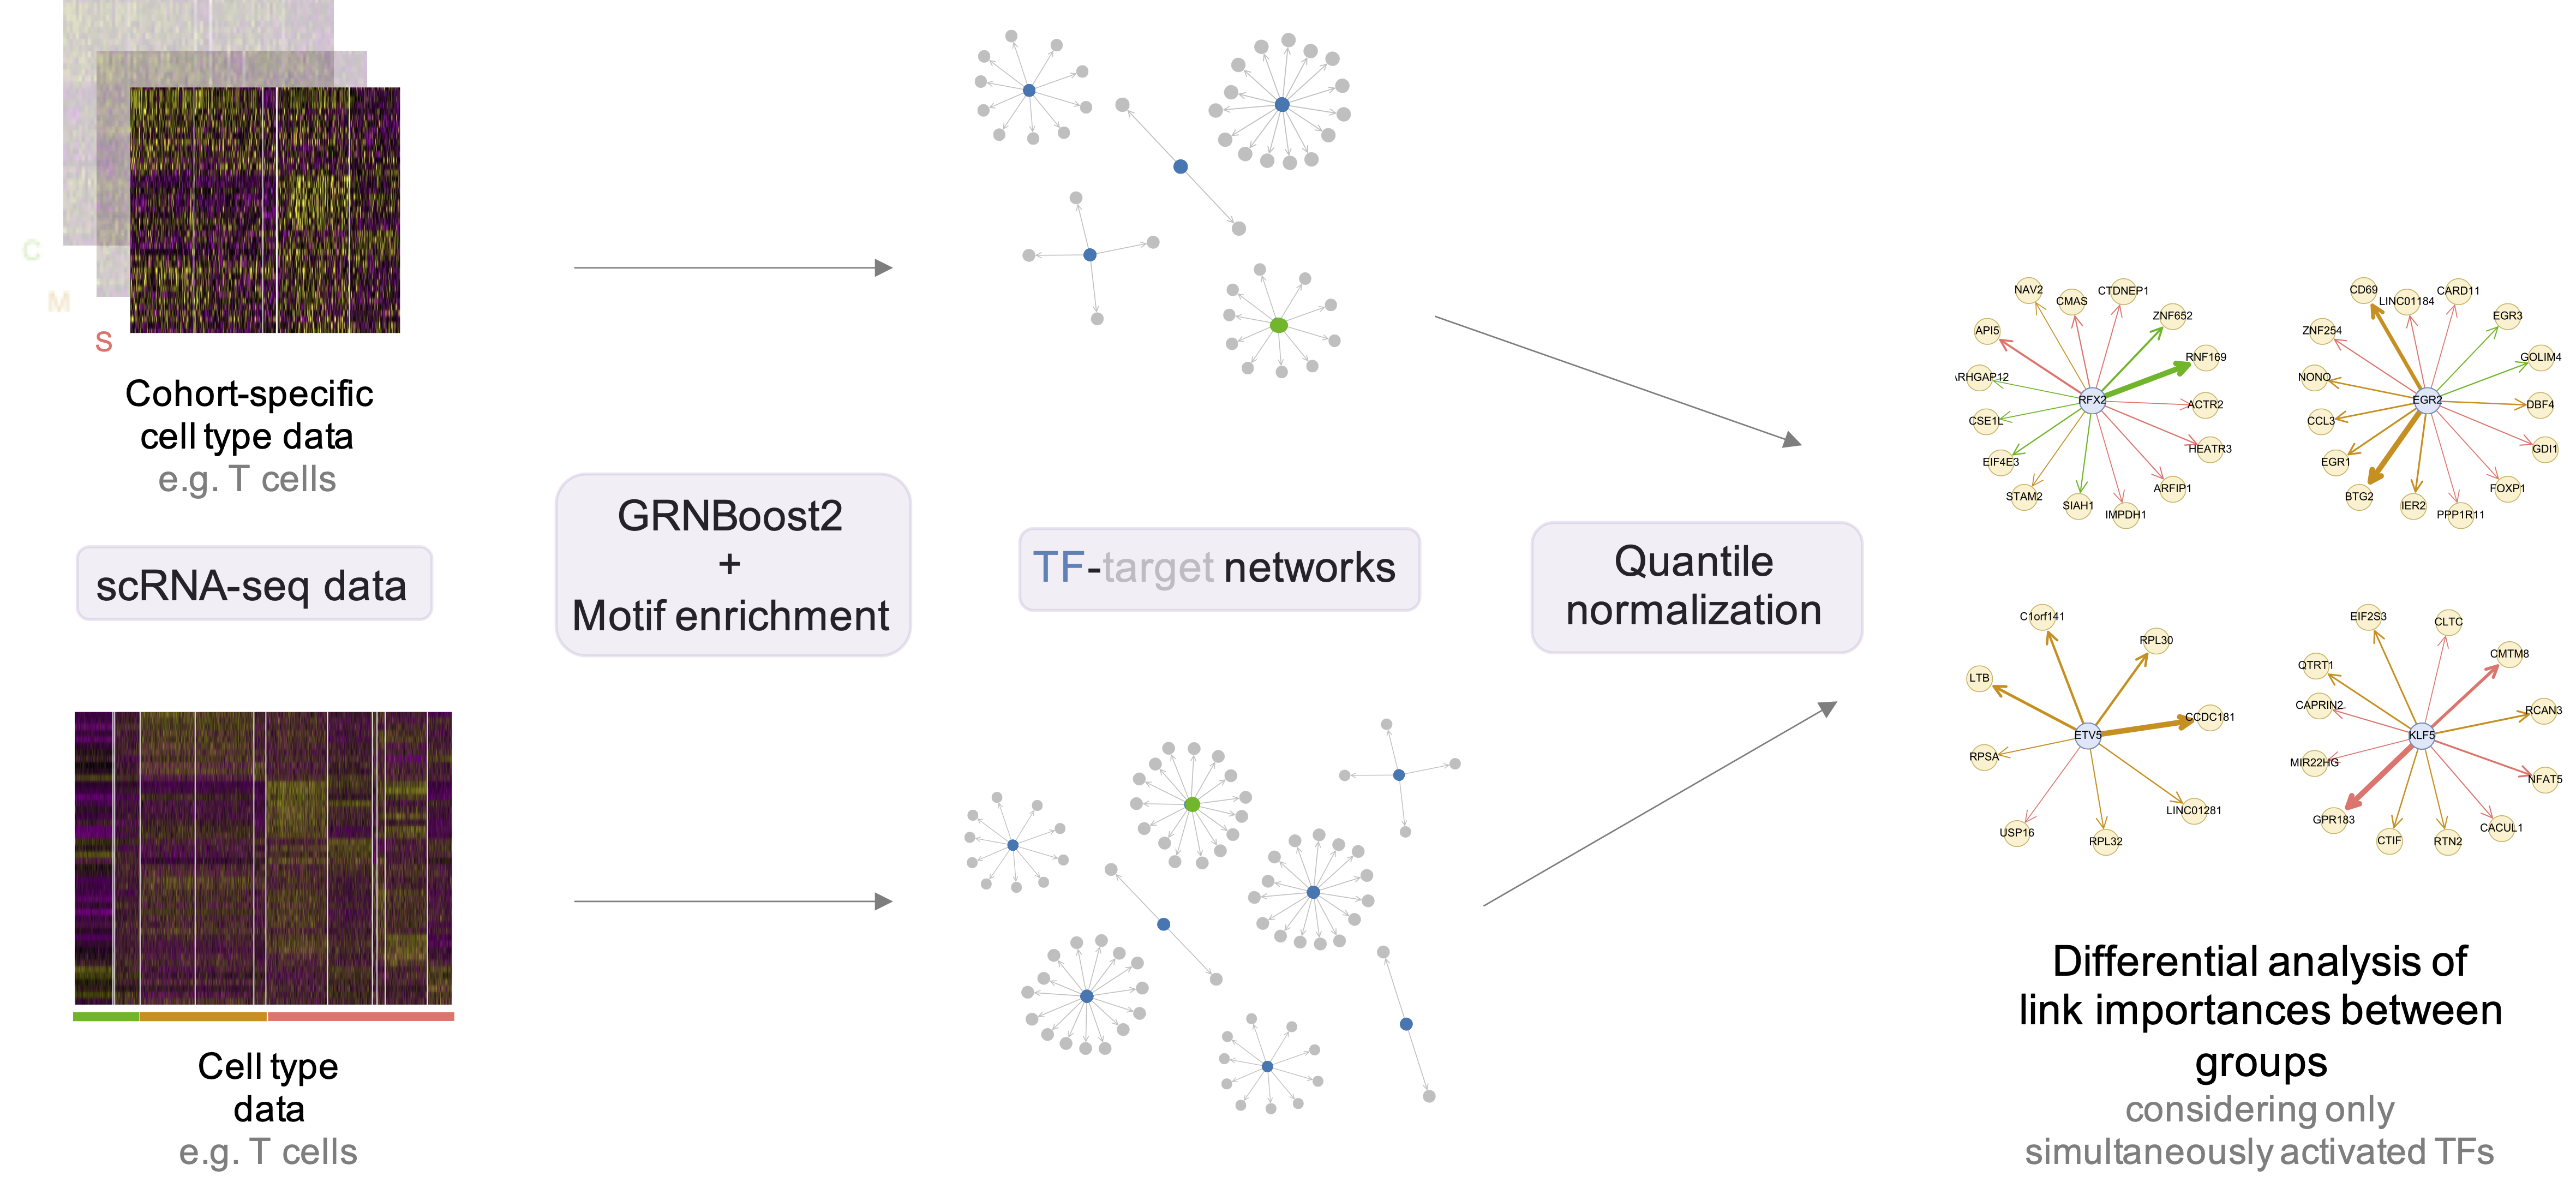 C
M
S
Cohort-specific
cell type data
e.g. T cells
scRNA-seq data
Cell type
data
e.g. T cells
GRNBoost2
+
Motif enrichment
TF-target networks
Quantile
normalization
NAV2
CMAS
CTDNEP1
ZNF652
API5
RNF169
RHGAP12
RFX2
ACTR2
CSE1L
HEATR3
EIF4E3
ARFIP1
STAM2
SIAH1
IMPDH1
CD69
LINC01184
CARD11
EGR3
ZNF254
GOLIM4
NONO
EGR2
DBF4
CCL3
GDI1
EGR1
FOXP1
BTG2
IER2
PPP1R11
C1orf141
RPL30
LTB
CCDC181
ETV5
RPSA
LINC01281
USP16
RPL32
EIF2S3
CLTC
CMTM8
QTRT1
CAPRIN2
RCAN3
KLF5
MIR22HG
NFAT5
GPR183
CACUL1
CTIF
RTN2
Differential analysis of
link importances between
groups
considering only
simultaneously activated TFs